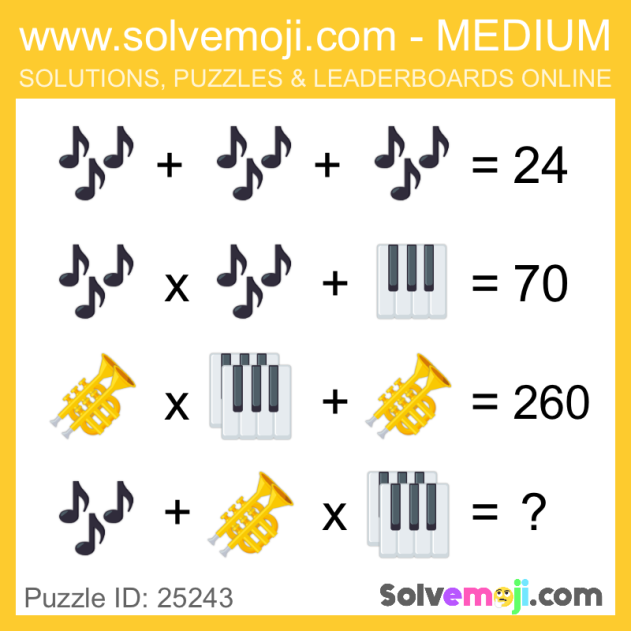 www.solvemoji.com - MEDIUM
SOLUTIONS, PUZZLES & LEADERBOARDS ONLINE
+ + = 24
x + = 70
x + = 260
+ x = ?
Puzzle ID: 25243
Solvemoji.com